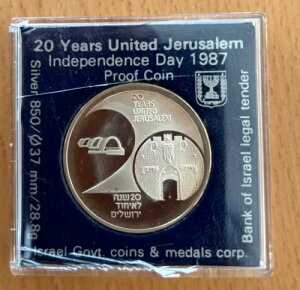 20 Years United Jerusalem
Independence Day 1987
Proof Coin
Silver 850/Ø37 mm/28.8g
20
YEARS
UNITED
JERUSALEM
20 שנה
לאיחוד
ירושלים
Bank of Israel legal tender
Israel Govt. coins & medals corp.